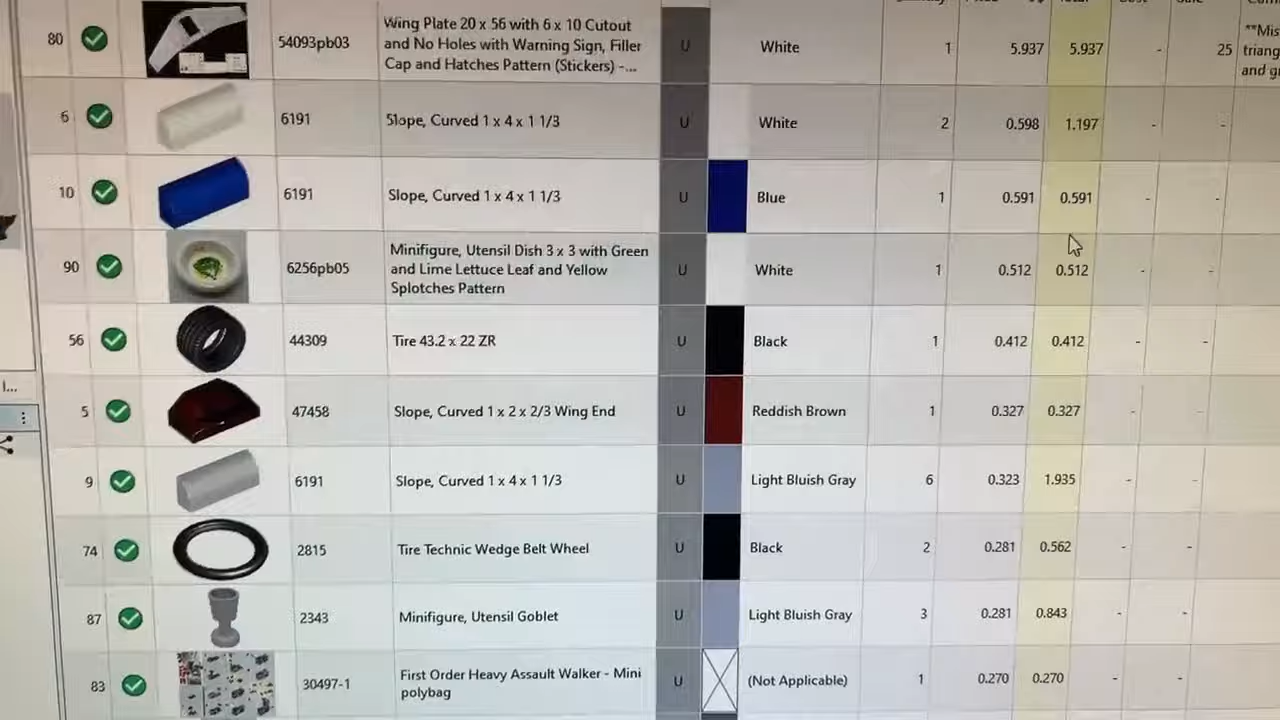 80 54093pb03 Wing Plate 20 x 56 with 6 x 10 Cutout
and No Holes with Warning Sign, Filler
Cap and Hatches Pattern (Stickers) -... U White 1 5.937 5.937 - 25 **Mis
triang
and g
6 6191 Slope, Curved 1 x 4 x 1 1/3 U White 2 0.598 1.197 - -
10 6191 Slope, Curved 1 x 4 x 1 1/3 U Blue 1 0.591 0.591 - -
90 6256pb05 Minifigure, Utensil Dish 3 x 3 with Green
and Lime Lettuce Leaf and Yellow
Splotches Pattern U White 1 0.512 0.512 - -
56 44309 Tire 43.2 x 22 ZR U Black 1 0.412 0.412 - -
I...
5 47458 Slope, Curved 1 x 2 x 2/3 Wing End U Reddish Brown 1 0.327 0.327 - -
9 6191 Slope, Curved 1 x 4 x 1 1/3 U Light Bluish Gray 6 0.323 1.935 - -
74 2815 Tire Technic Wedge Belt Wheel U Black 2 0.281 0.562 - -
87 2343 Minifigure, Utensil Goblet U Light Bluish Gray 3 0.281 0.843 - -
83 30497-1 First Order Heavy Assault Walker - Mini
polybag U (Not Applicable) 1 0.270 0.270 - -